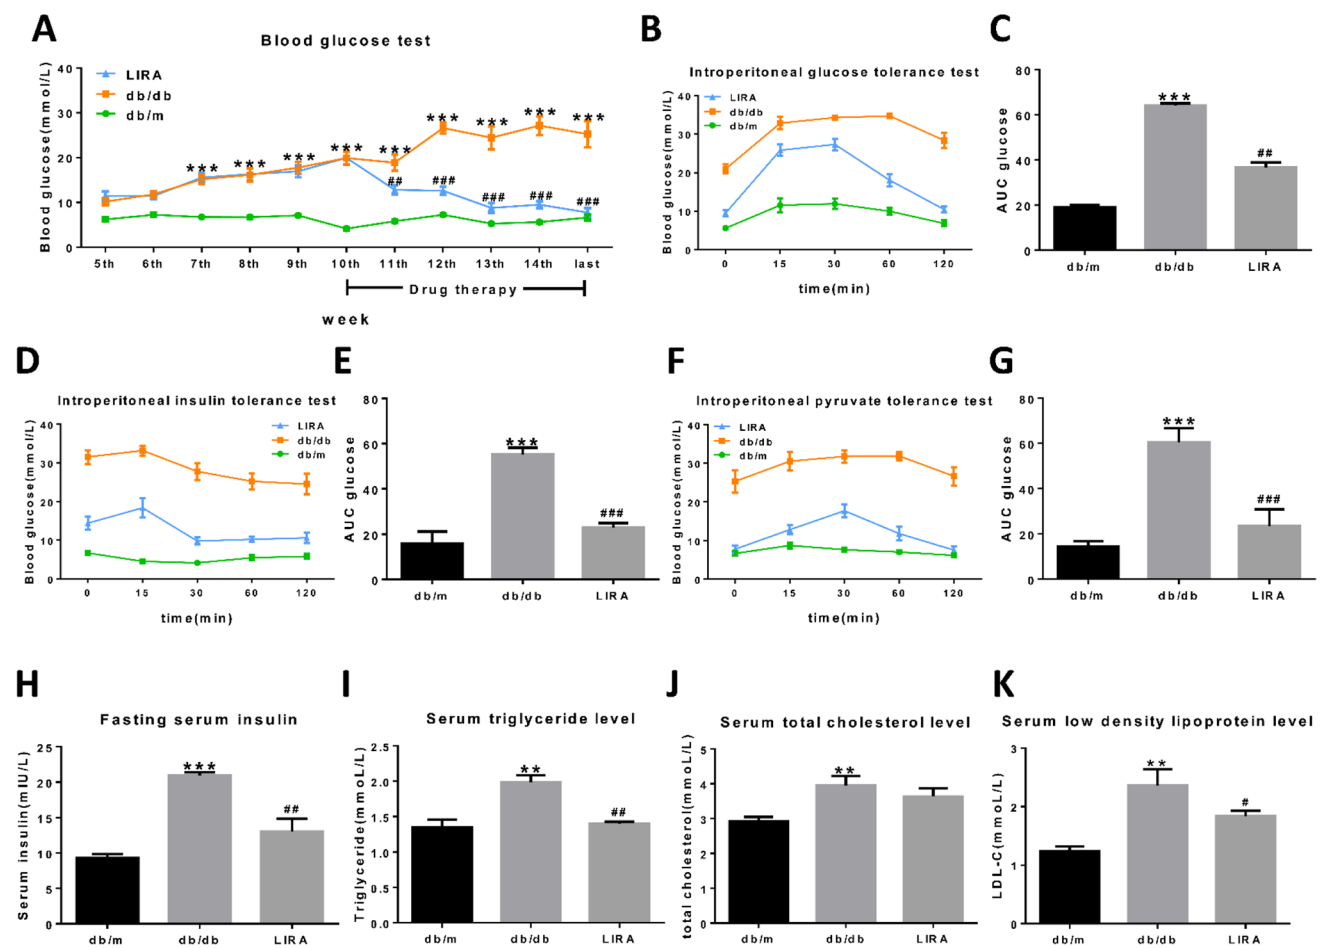 A
Blood glucose test
Blood glucose(mmol/L)
40
30
20
10
0
LIRA
db/db
db/m
*** *** *** *** *** *** *** *** ***
## ### ### ### ###
5th 6th 7th 8th 9th 10th 11th 12th 13th 14th last
Drug therapy
week
B
Introperitoneal glucose tolerance test
Blood glucose(mmol/L)
40
30
20
10
0
LIRA
db/db
db/m
0 15 30 60 120
time(min)
C
AUC glucose
80
60
40
20
0
***
##
db/m db/db LIRA
D
Introperitoneal insulin tolerance test
Blood glucose(mmol/L)
40
30
20
10
0
LIRA
db/db
db/m
0 15 30 60 120
time(min)
E
AUC glucose
80
60
40
20
0
***
###
db/m db/db LIRA
F
Introperitoneal pyruvate tolerance test
Blood glucose(mmol/L)
40
30
20
10
0
LIRA
db/db
db/m
0 15 30 60 120
time(min)
G
AUC glucose
80
60
40
20
0
***
###
db/m db/db LIRA
H
Fasting serum insulin
Serum insulin(mIU/L)
25
20
15
10
5
0
***
##
db/m db/db LIRA
I
Serum triglyceride level
Triglyceride(mmoL/L)
2.5
2.0
1.5
1.0
0.5
0.0
**
##
db/m db/db LIRA
J
Serum total cholesterol level
total cholesterol(mmoL/L)
5
4
3
2
1
0
**
db/m db/db LIRA
K
Serum low density lipoprotein level
LDL-C(mmoL/L)
3
2
1
0
**
#
db/m db/db LIRA